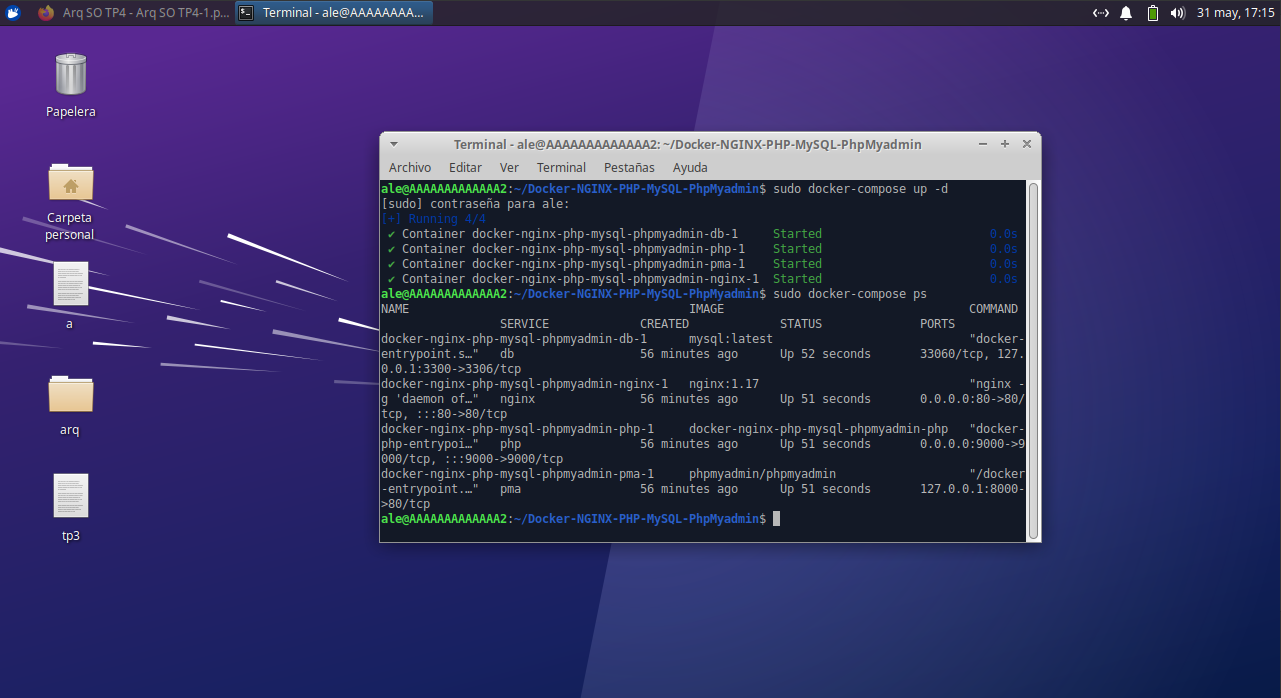 Arq SO TP4 - Arq SO TP4-1.p...
Terminal - ale@AAAAAAAA...
31 may, 17:15
Papelera
Carpeta
personal
a
arq
tp3
Terminal - ale@AAAAAAAAAAAAA2: ~/Docker-NGINX-PHP-MySQL-PhpMyadmin
Archivo Editar Ver Terminal Pestañas Ayuda
ale@AAAAAAAAAAAAA2:~/Docker-NGINX-PHP-MySQL-PhpMyadmin$ sudo docker-compose up -d
[sudo] contraseña para ale:
[+] Running 4/4
✔ Container docker-nginx-php-mysql-phpmyadmin-db-1 Started 0.0s
✔ Container docker-nginx-php-mysql-phpmyadmin-php-1 Started 0.0s
✔ Container docker-nginx-php-mysql-phpmyadmin-pma-1 Started 0.0s
✔ Container docker-nginx-php-mysql-phpmyadmin-nginx-1 Started 0.0s
ale@AAAAAAAAAAAAA2:~/Docker-NGINX-PHP-MySQL-PhpMyadmin$ sudo docker-compose ps
NAME IMAGE COMMAND
SERVICE CREATED STATUS PORTS
docker-nginx-php-mysql-phpmyadmin-db-1 mysql:latest "docker-
entrypoint.s…" db 56 minutes ago Up 52 seconds 33060/tcp, 127.
0.0.1:3300->3306/tcp
docker-nginx-php-mysql-phpmyadmin-nginx-1 nginx:1.17 "nginx -
g 'daemon of…" nginx 56 minutes ago Up 51 seconds 0.0.0.0:80->80/
tcp, :::80->80/tcp
docker-nginx-php-mysql-phpmyadmin-php-1 docker-nginx-php-mysql-phpmyadmin-php "docker-
php-entrypoi…" php 56 minutes ago Up 51 seconds 0.0.0.0:9000->9
000/tcp, :::9000->9000/tcp
docker-nginx-php-mysql-phpmyadmin-pma-1 phpmyadmin/phpmyadmin "/docker
-entrypoint.…" pma 56 minutes ago Up 51 seconds 127.0.0.1:8000-
>80/tcp
ale@AAAAAAAAAAAAA2:~/Docker-NGINX-PHP-MySQL-PhpMyadmin$